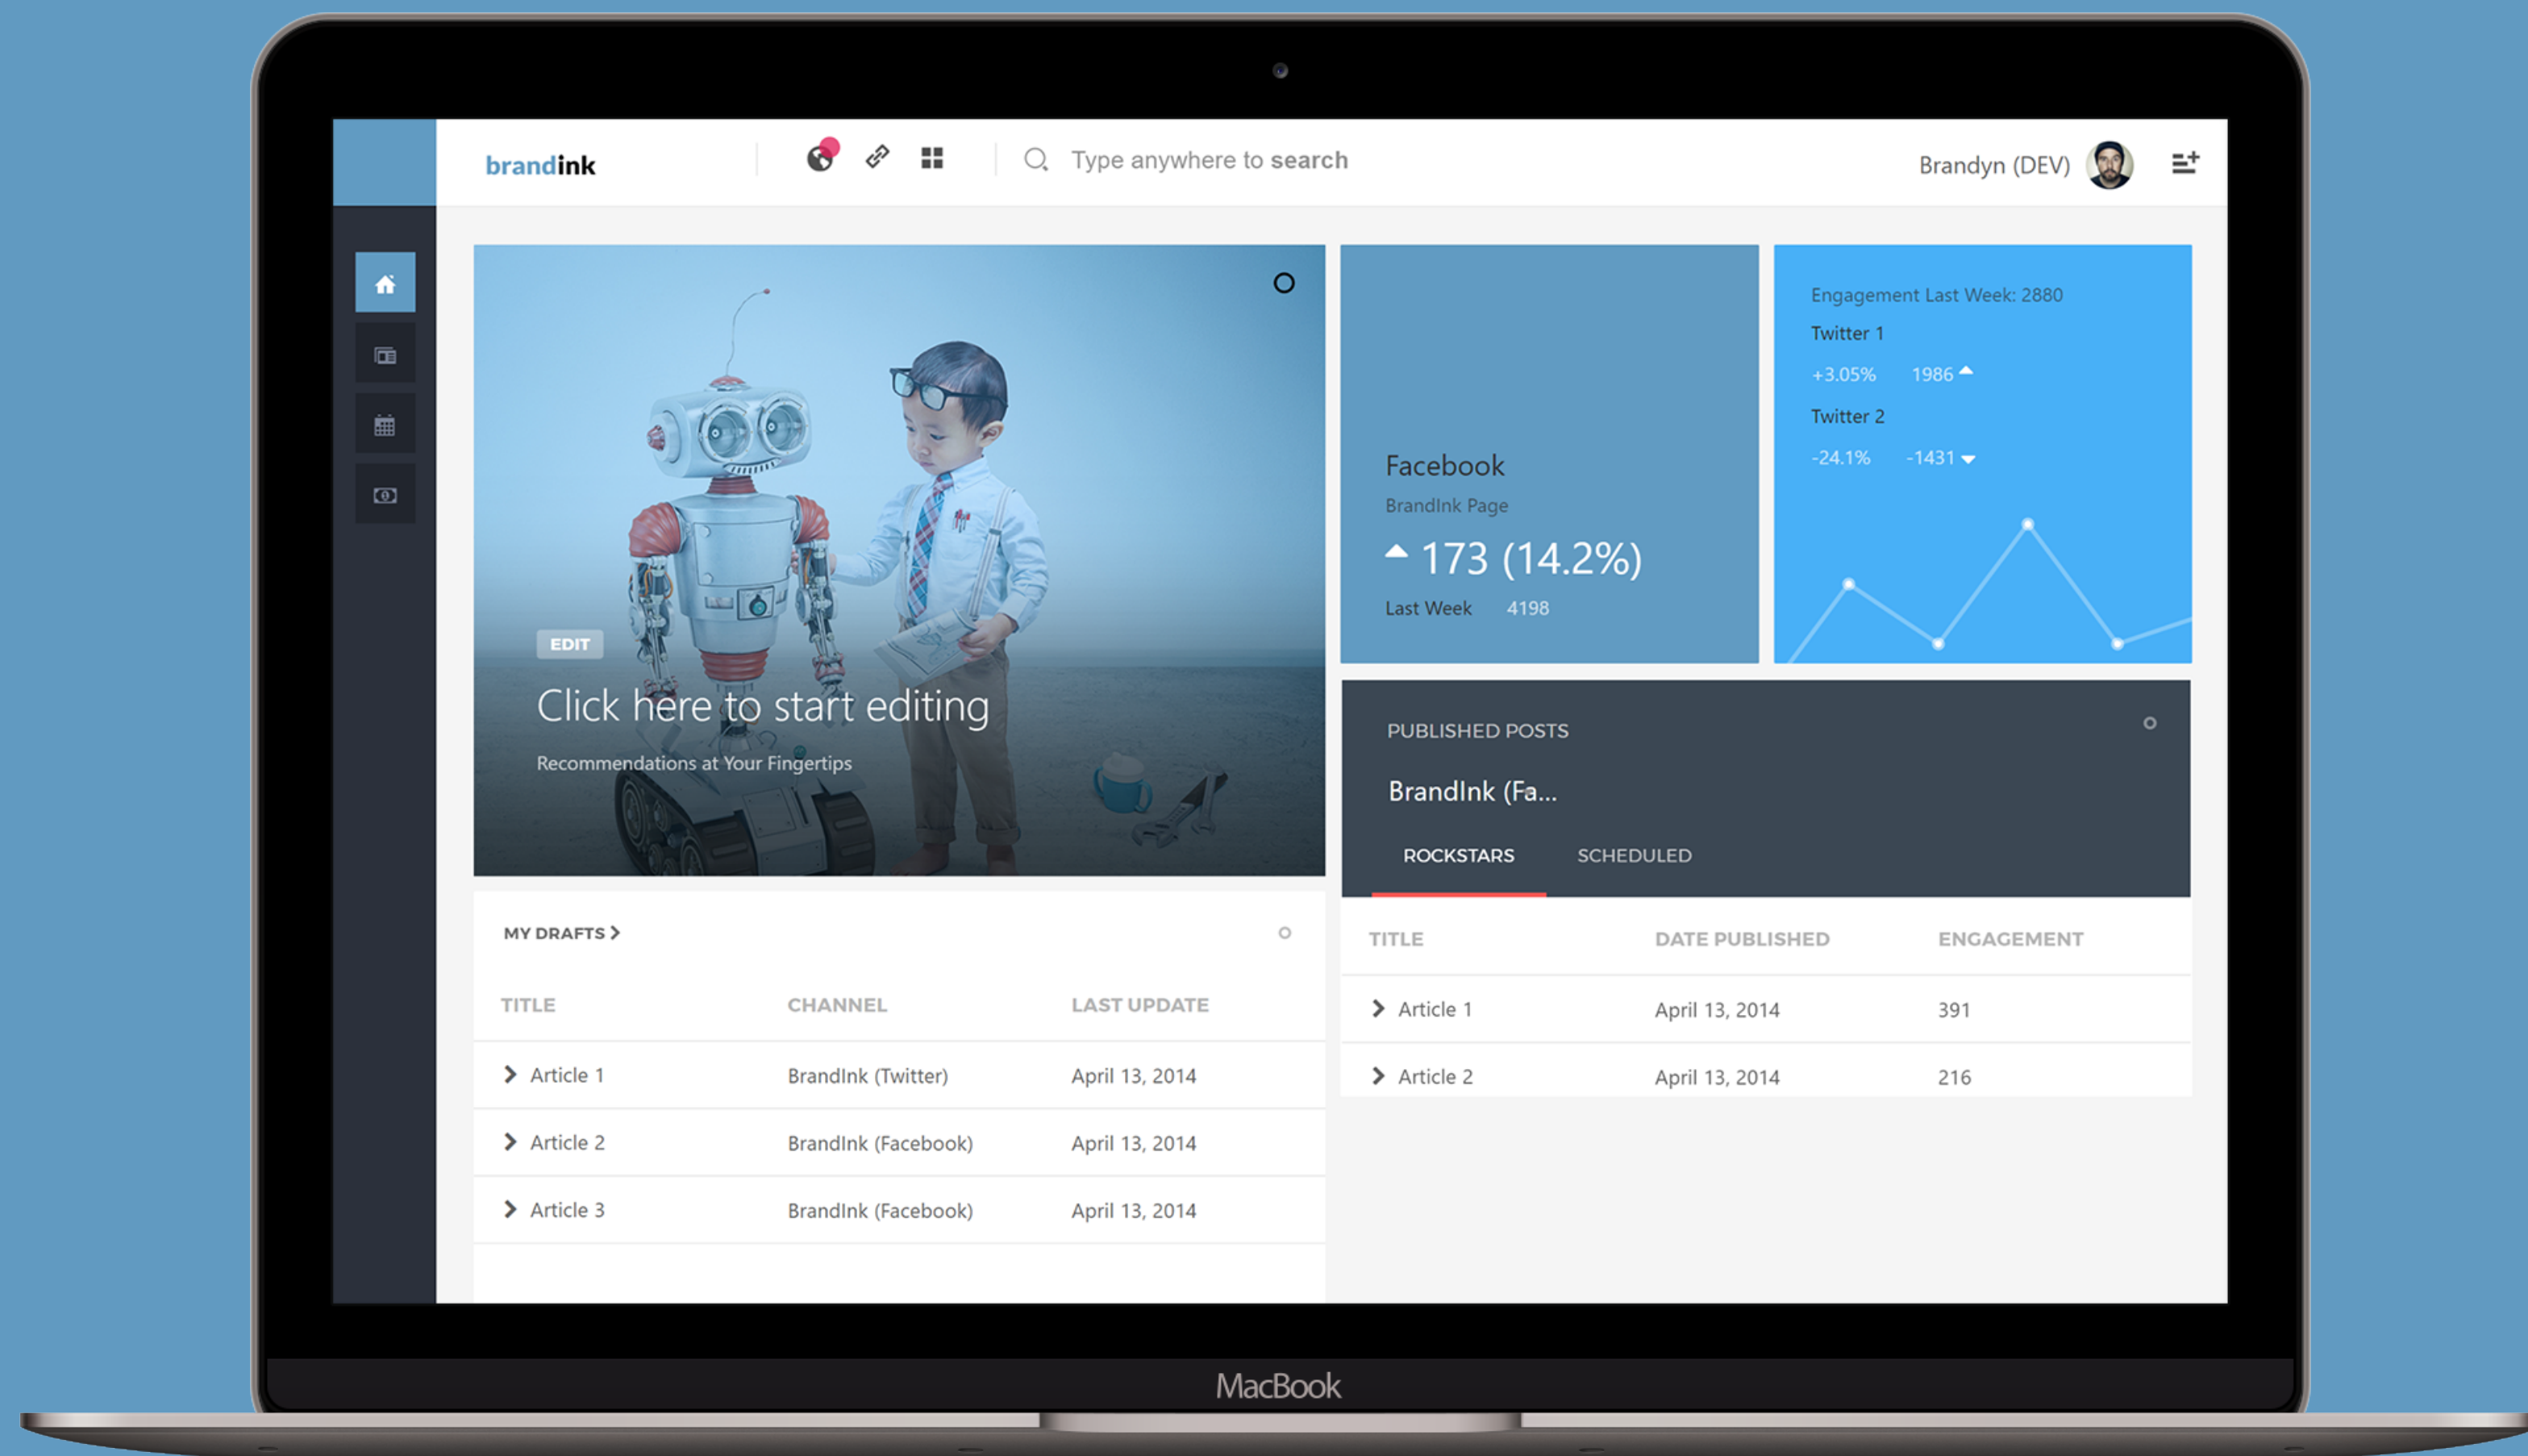 brandink
Type anywhere to search
Brandyn (DEV)
EDIT
Click here to start editing
Recommendations at Your Fingertips
Facebook
BrandInk Page
173 (14.2%)
Last Week 4198
Engagement Last Week: 2880
Twitter 1
+3.05% 1986
Twitter 2
-24.1% -1431
PUBLISHED POSTS
BrandInk (Fa...
ROCKSTARS SCHEDULED
TITLE DATE PUBLISHED ENGAGEMENT
Article 1 April 13, 2014 391
Article 2 April 13, 2014 216
MY DRAFTS
TITLE CHANNEL LAST UPDATE
Article 1 BrandInk (Twitter) April 13, 2014
Article 2 BrandInk (Facebook) April 13, 2014
Article 3 BrandInk (Facebook) April 13, 2014
MacBook